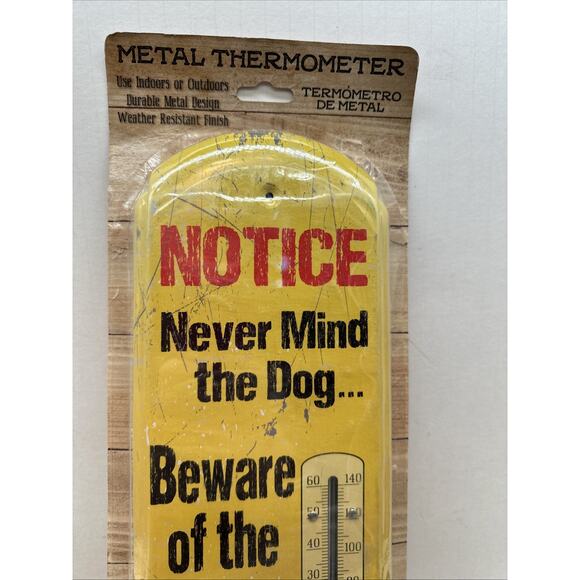 METAL THERMOMETER
Use Indoors or Outdoors
Durable Metal Design
Weather Resistant Finish
TERMÓMETRO
DE METAL
NOTICE
Never Mind
the Dog...
Beware
of the
60 140
50
40 100
30